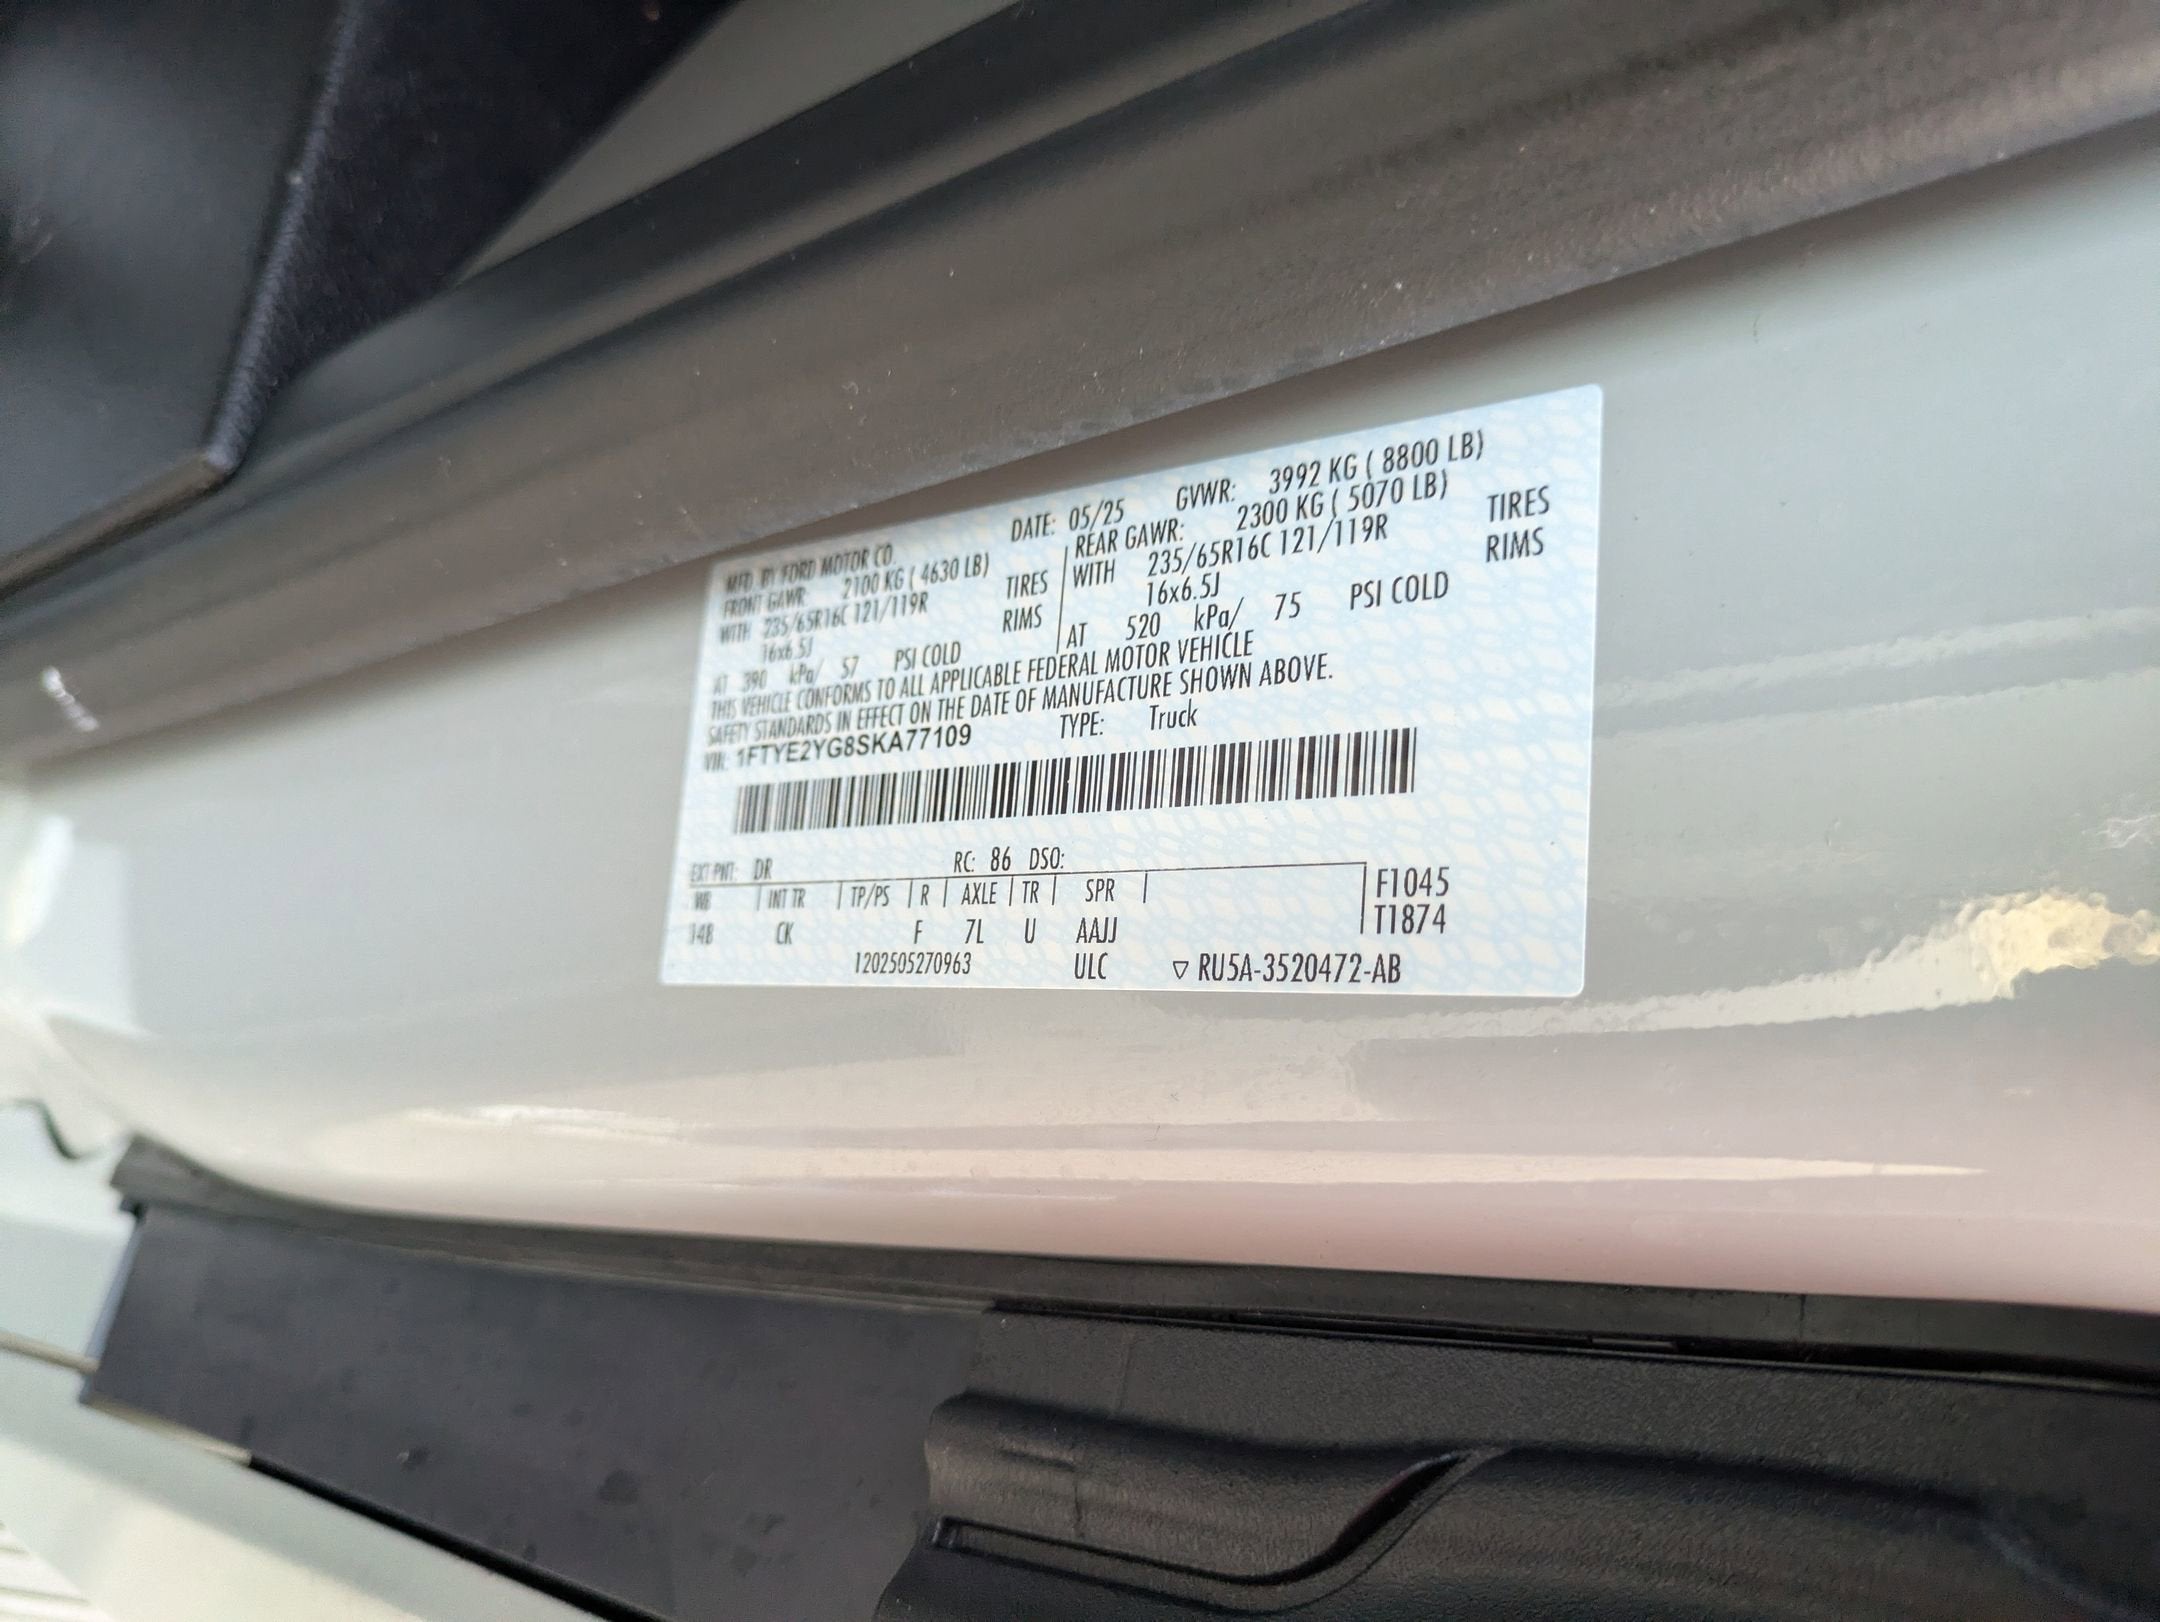 MFD. BY FORD MOTOR CO.
DATE: 05/25 GVWR: 3992 KG ( 8800 LB)
FRONT GAWR: 2100 KG ( 4630 LB)
WITH 235/65R16C 121/119R TIRES
16x6.5J RIMS
AT 390 kPa/ 57 PSI COLD
REAR GAWR: 2300 KG ( 5070 LB)
WITH 235/65R16C 121/119R TIRES
16x6.5J RIMS
AT 520 kPa/ 75 PSI COLD
THIS VEHICLE CONFORMS TO ALL APPLICABLE FEDERAL MOTOR VEHICLE
SAFETY STANDARDS IN EFFECT ON THE DATE OF MANUFACTURE SHOWN ABOVE.
VIN: 1FTYE2YG8SKA77109 TYPE: Truck
EXT PNT: DR RC: 86 DSO:
WB INT TR TP/PS R AXLE TR SPR F1045
148 CK F 7L U AAJJ T1874
1202505270963 ULC ▽ RU5A-3520472-AB